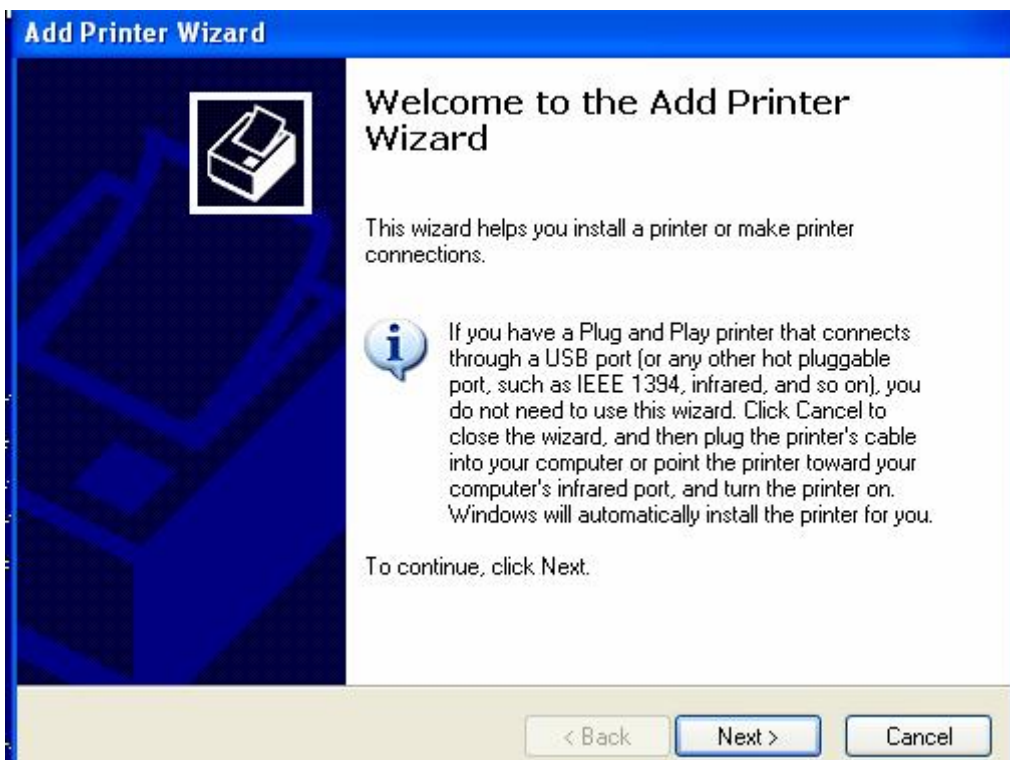 Add Printer Wizard
Welcome to the Add Printer
Wizard
This wizard helps you install a printer or make printer
connections.
If you have a Plug and Play printer that connects
through a USB port (or any other hot pluggable
port, such as IEEE 1394, infrared, and so on), you
do not need to use this wizard. Click Cancel to
close the wizard, and then plug the printer's cable
into your computer or point the printer toward your
computer's infrared port, and turn the printer on.
Windows will automatically install the printer for you.
To continue, click Next.
< Back Next > Cancel